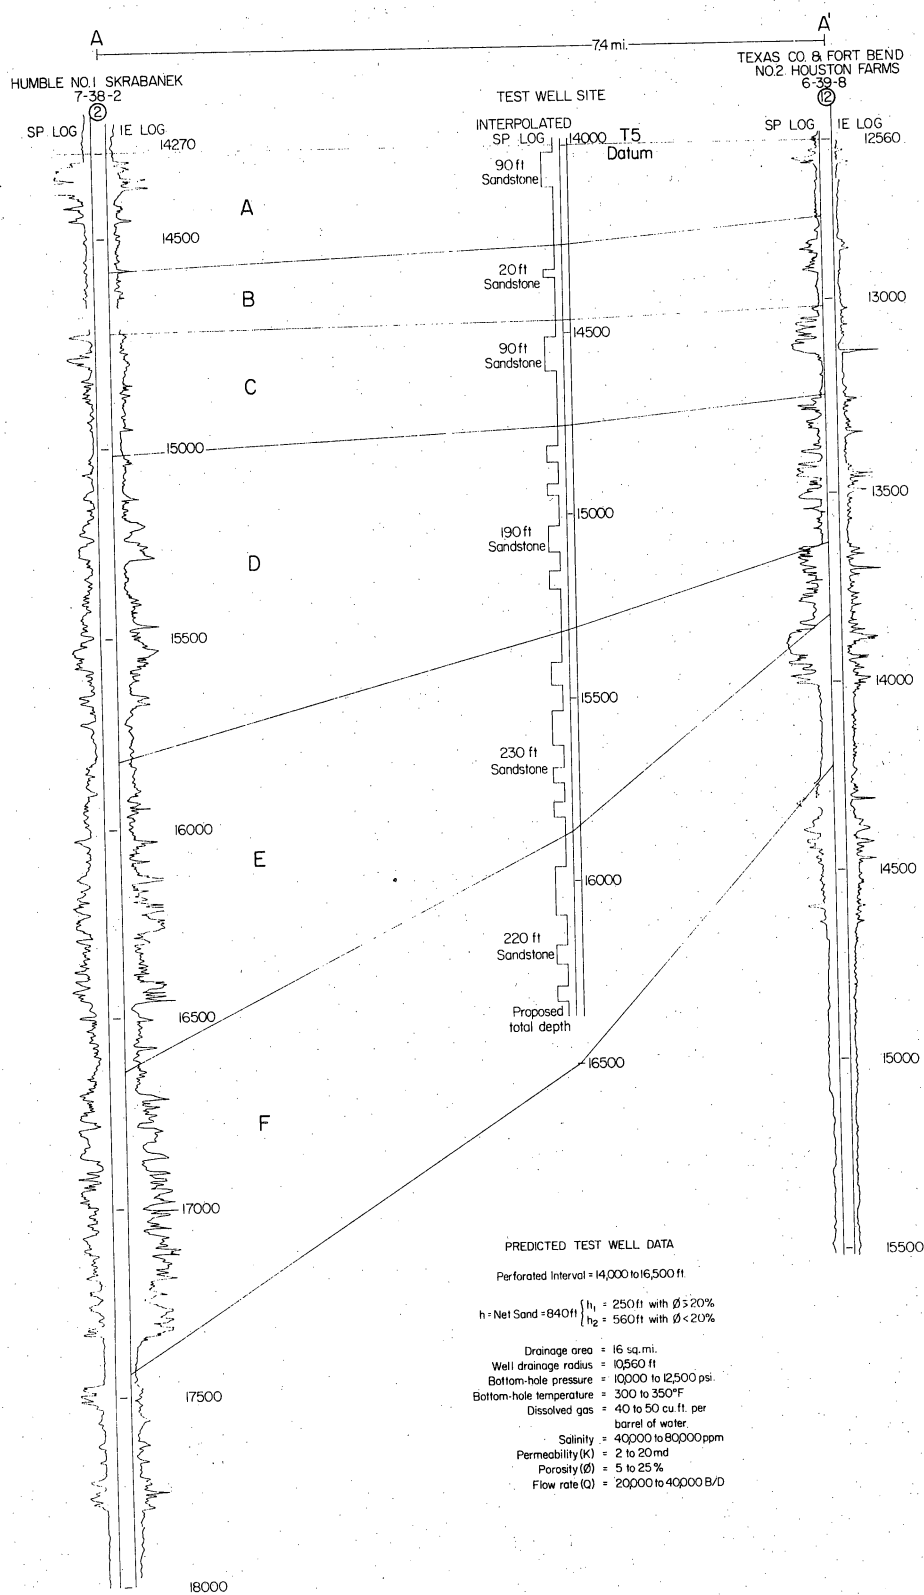 A
A'
7.4 mi.
HUMBLE NO.1 SKRABANEK
7-38-2
2
TEXAS CO. & FORT BEND
NO.2 HOUSTON FARMS
6-39-8
12
TEST WELL SITE
SP LOG
IE LOG
14270
INTERPOLATED
SP LOG
14000
T5
Datum
SP LOG
IE LOG
12560
90 ft
Sandstone
A
14500
20 ft
Sandstone
B
13000
14500
90 ft
Sandstone
C
15000
13500
15000
190 ft
Sandstone
D
15500
14000
15500
230 ft
Sandstone
16000
E
14500
16000
220 ft
Sandstone
16500
Proposed
total depth
15000
16500
F
17000
15500
PREDICTED TEST WELL DATA
Perforated Interval = 14,000 to 16,500 ft.
h = Net Sand = 840 ft { h₁ = 250 ft with Ø ≥ 20%
h₂ = 560 ft with Ø < 20%
Drainage area = 16 sq. mi.
Well drainage radius = 10,560 ft
Bottom-hole pressure = 10,000 to 12,500 psi.
Bottom-hole temperature = 300 to 350°F
Dissolved gas = 40 to 50 cu. ft. per
barrel of water.
Salinity = 40,000 to 80,000 ppm
Permeability (K) = 2 to 20 md
Porosity (Ø) = 5 to 25 %
Flow rate (Q) = 20,000 to 40,000 B/D
17500
18000